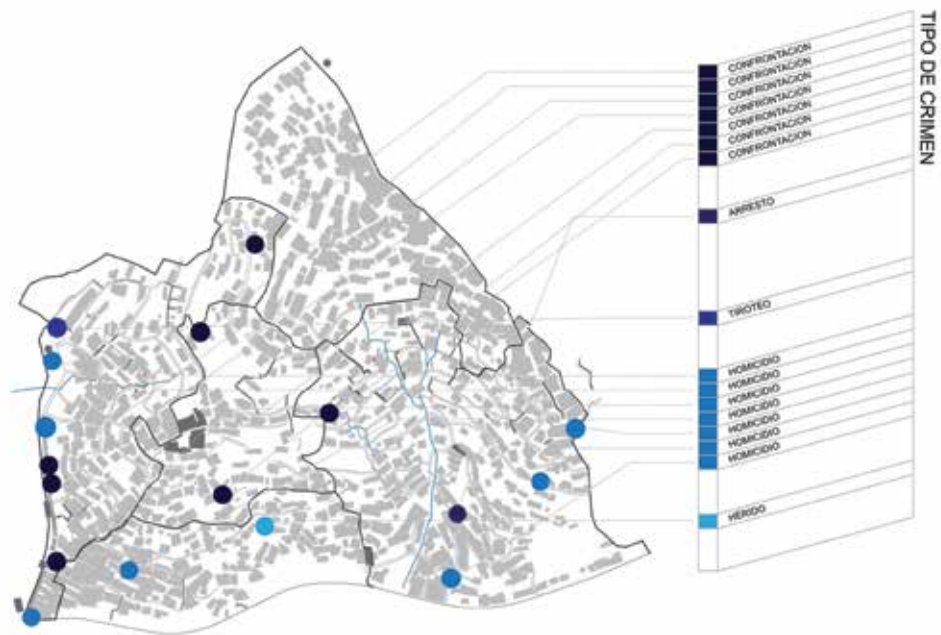 TIPO DE CRIMEN
CONFRONTACION
CONFRONTACION
CONFRONTACION
CONFRONTACION
CONFRONTACION
CONFRONTACION
CONFRONTACION
ARRESTO
TIROTEO
HOMICIDIO
HOMICIDIO
HOMICIDIO
HOMICIDIO
HOMICIDIO
HOMICIDIO
HOMICIDIO
HERIDO